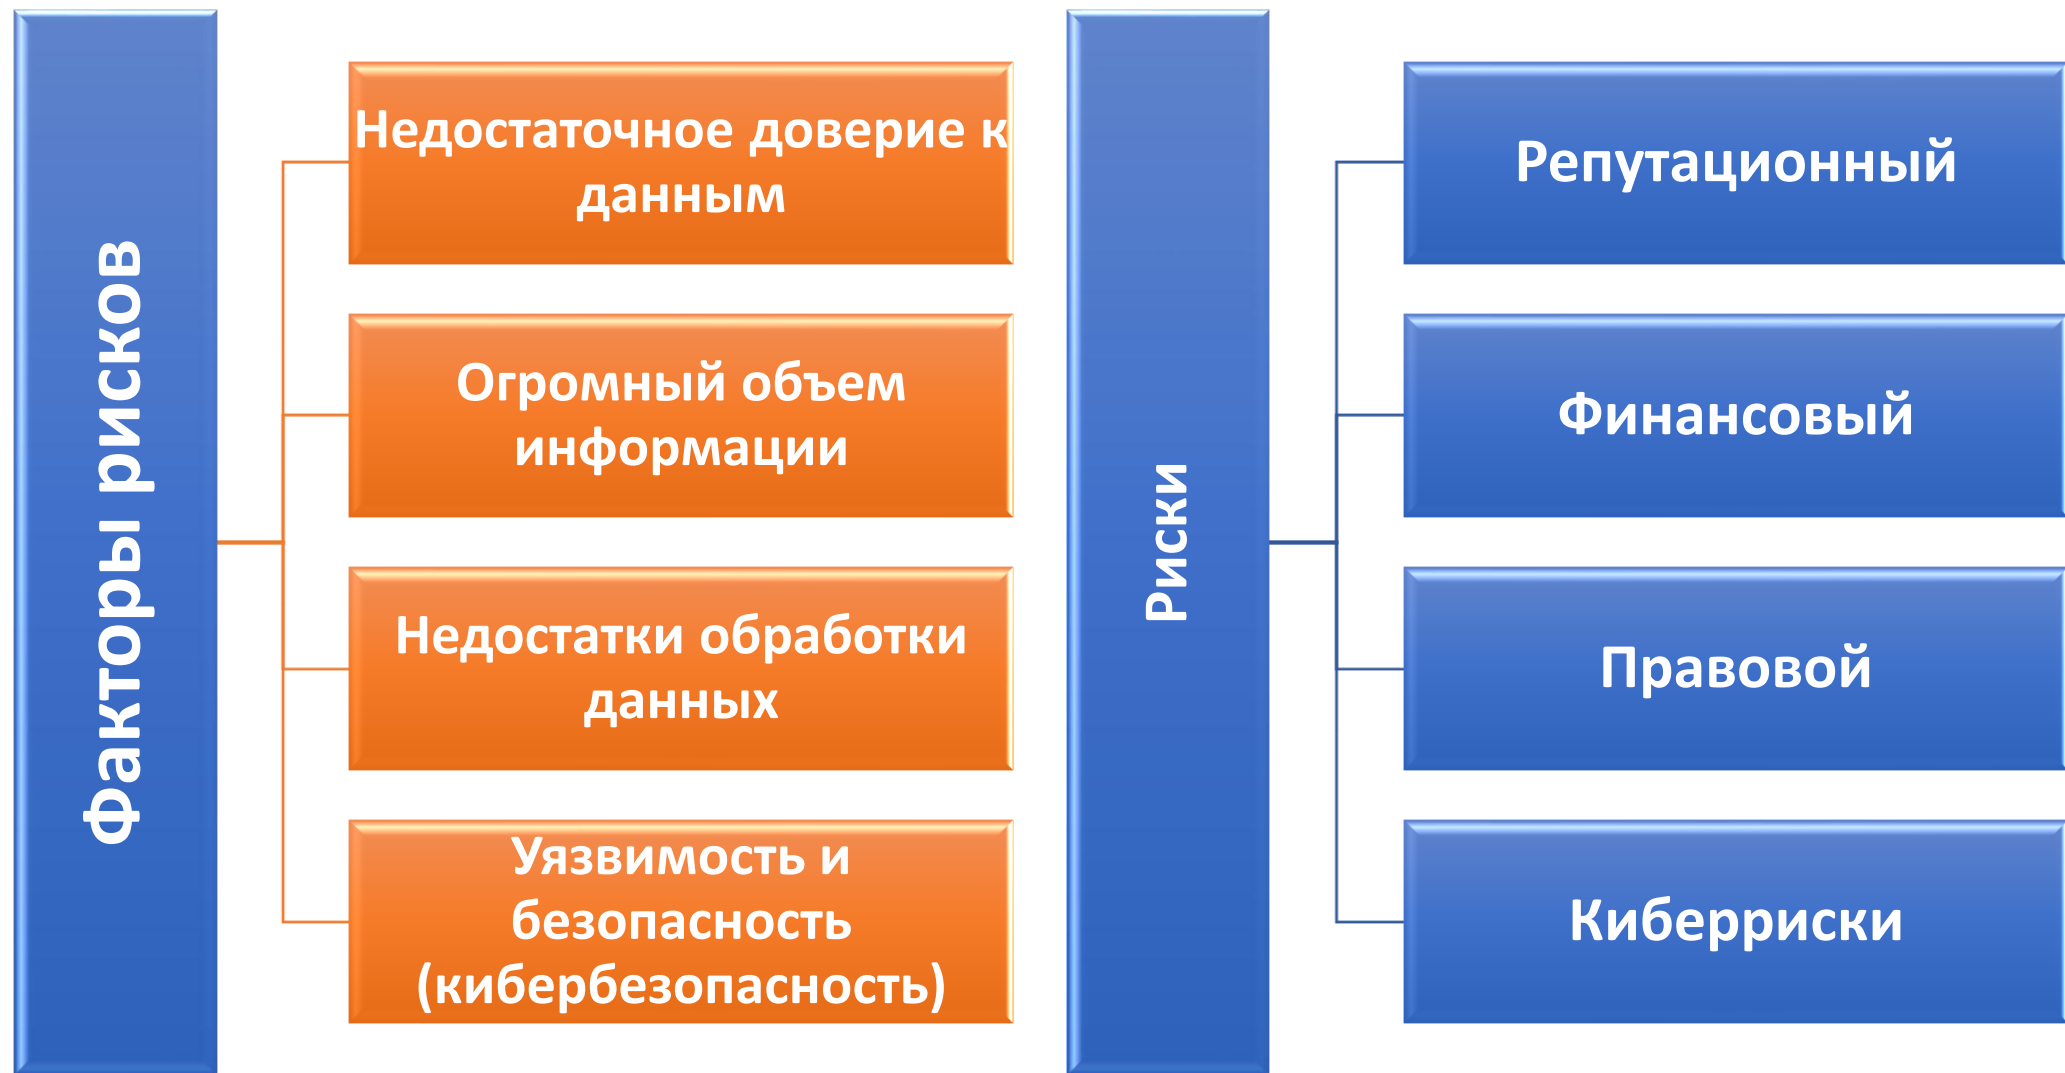 Факторы рисков
Недостаточное доверие к
данным
Огромный объем
информации
Недостатки обработки
данных
Уязвимость и
безопасность
(кибербезопасность)
Риски
Репутационный
Финансовый
Правовой
Киберриски